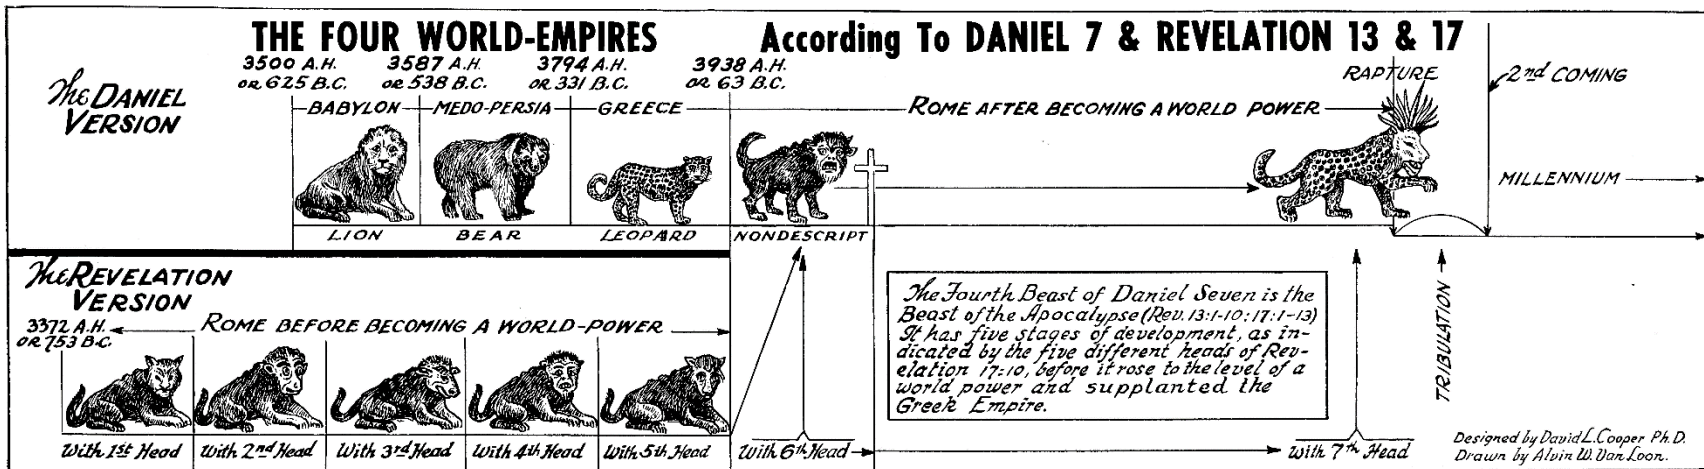 THE FOUR WORLD-EMPIRES According To DANIEL 7 & REVELATION 13 & 17
The DANIEL
VERSION
3500 A.H.
OR 625 B.C.
3587 A.H.
OR 538 B.C.
3794 A.H.
OR 331 B.C.
3938 A.H.
OR 63 B.C.
RAPTURE
2nd COMING
BABYLON
MEDO-PERSIA
GREECE
ROME AFTER BECOMING A WORLD POWER
MILLENNIUM
LION
BEAR
LEOPARD
NONDESCRIPT
The REVELATION
VERSION
3372 A.H.
OR 753 B.C.
ROME BEFORE BECOMING A WORLD-POWER
The Fourth Beast of Daniel Seven is the
Beast of the Apocalypse (Rev. 13:1-10; 17:1-13)
It has five stages of development, as in-
dicated by the five different heads of Rev-
elation 17:10, before it rose to the level of a
world power and supplanted the
Greek Empire.
TRIBULATION
With 1st Head
With 2nd Head
With 3rd Head
With 4th Head
With 5th Head
With 6th Head
With 7th Head
Designed by David L. Cooper Ph.D.
Drawn by Alvin W. Van Loon.